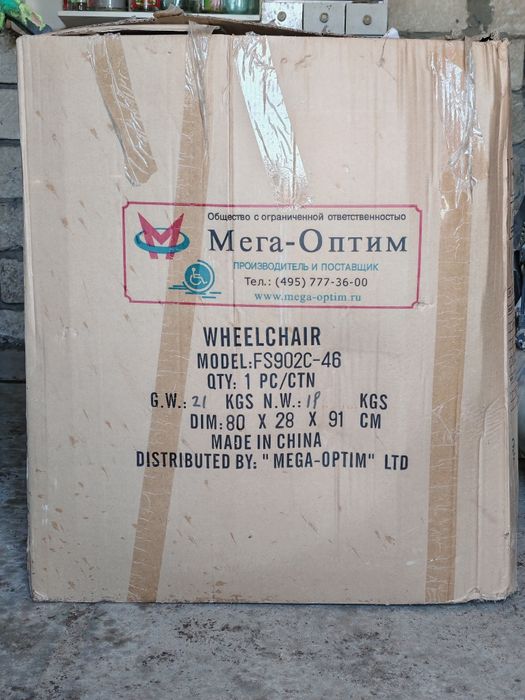 Общество с ограниченной ответственностью
Мега-Оптим
ПРОИЗВОДИТЕЛЬ И ПОСТАВЩИК
Тел.: (495) 777-36-00
www.mega-optim.ru
WHEELCHAIR
MODEL:FS902C-46
QTY: 1 PC/CTN
G.W.: 21 KGS N.W.: 18 KGS
DIM: 80 X 28 X 91 CM
MADE IN CHINA
DISTRIBUTED BY: " MEGA-OPTIM" LTD